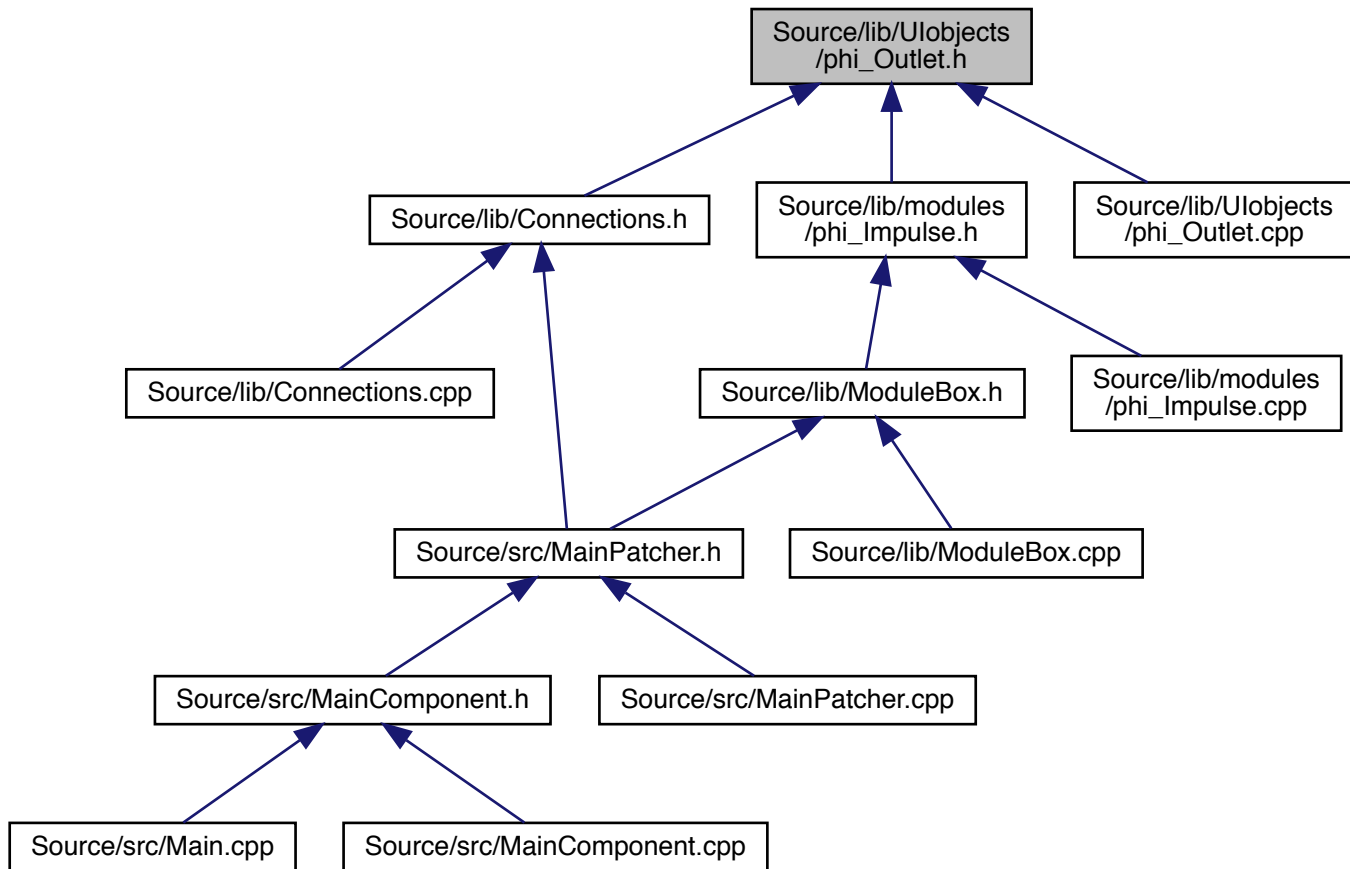 Source/lib/UIobjects
/phi_Outlet.h
Source/lib/Connections.h
Source/lib/modules
/phi_Impulse.h
Source/lib/UIobjects
/phi_Outlet.cpp
Source/lib/Connections.cpp
Source/lib/ModuleBox.h
Source/lib/modules
/phi_Impulse.cpp
Source/src/MainPatcher.h
Source/lib/ModuleBox.cpp
Source/src/MainComponent.h
Source/src/MainPatcher.cpp
Source/src/Main.cpp
Source/src/MainComponent.cpp